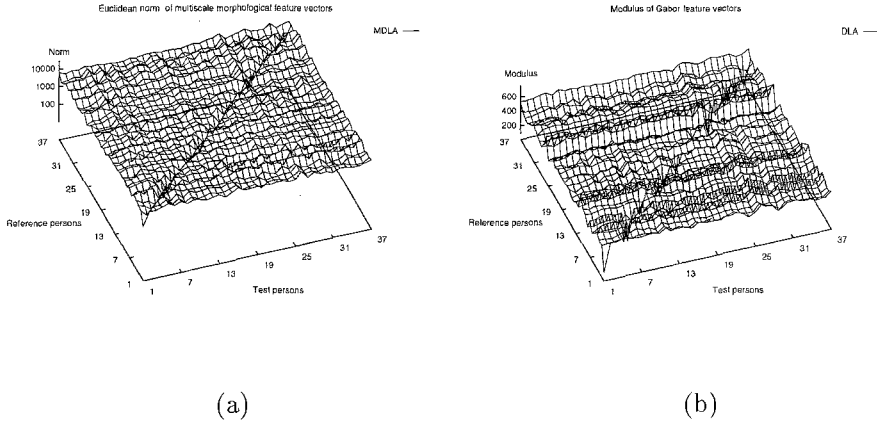 Euclidean norm of multiscale morphological feature vectors
MDLA
Norm
10000
1000
100
37
31
25
19
13
7
1
Reference persons
1
7
13
19
25
31
37
Test persons
(a)
Modulus of Gabor feature vectors
DLA
Modulus
600
400
200
37
31
25
19
13
7
1
Reference persons
1
7
13
19
25
31
37
Test persons
(b)